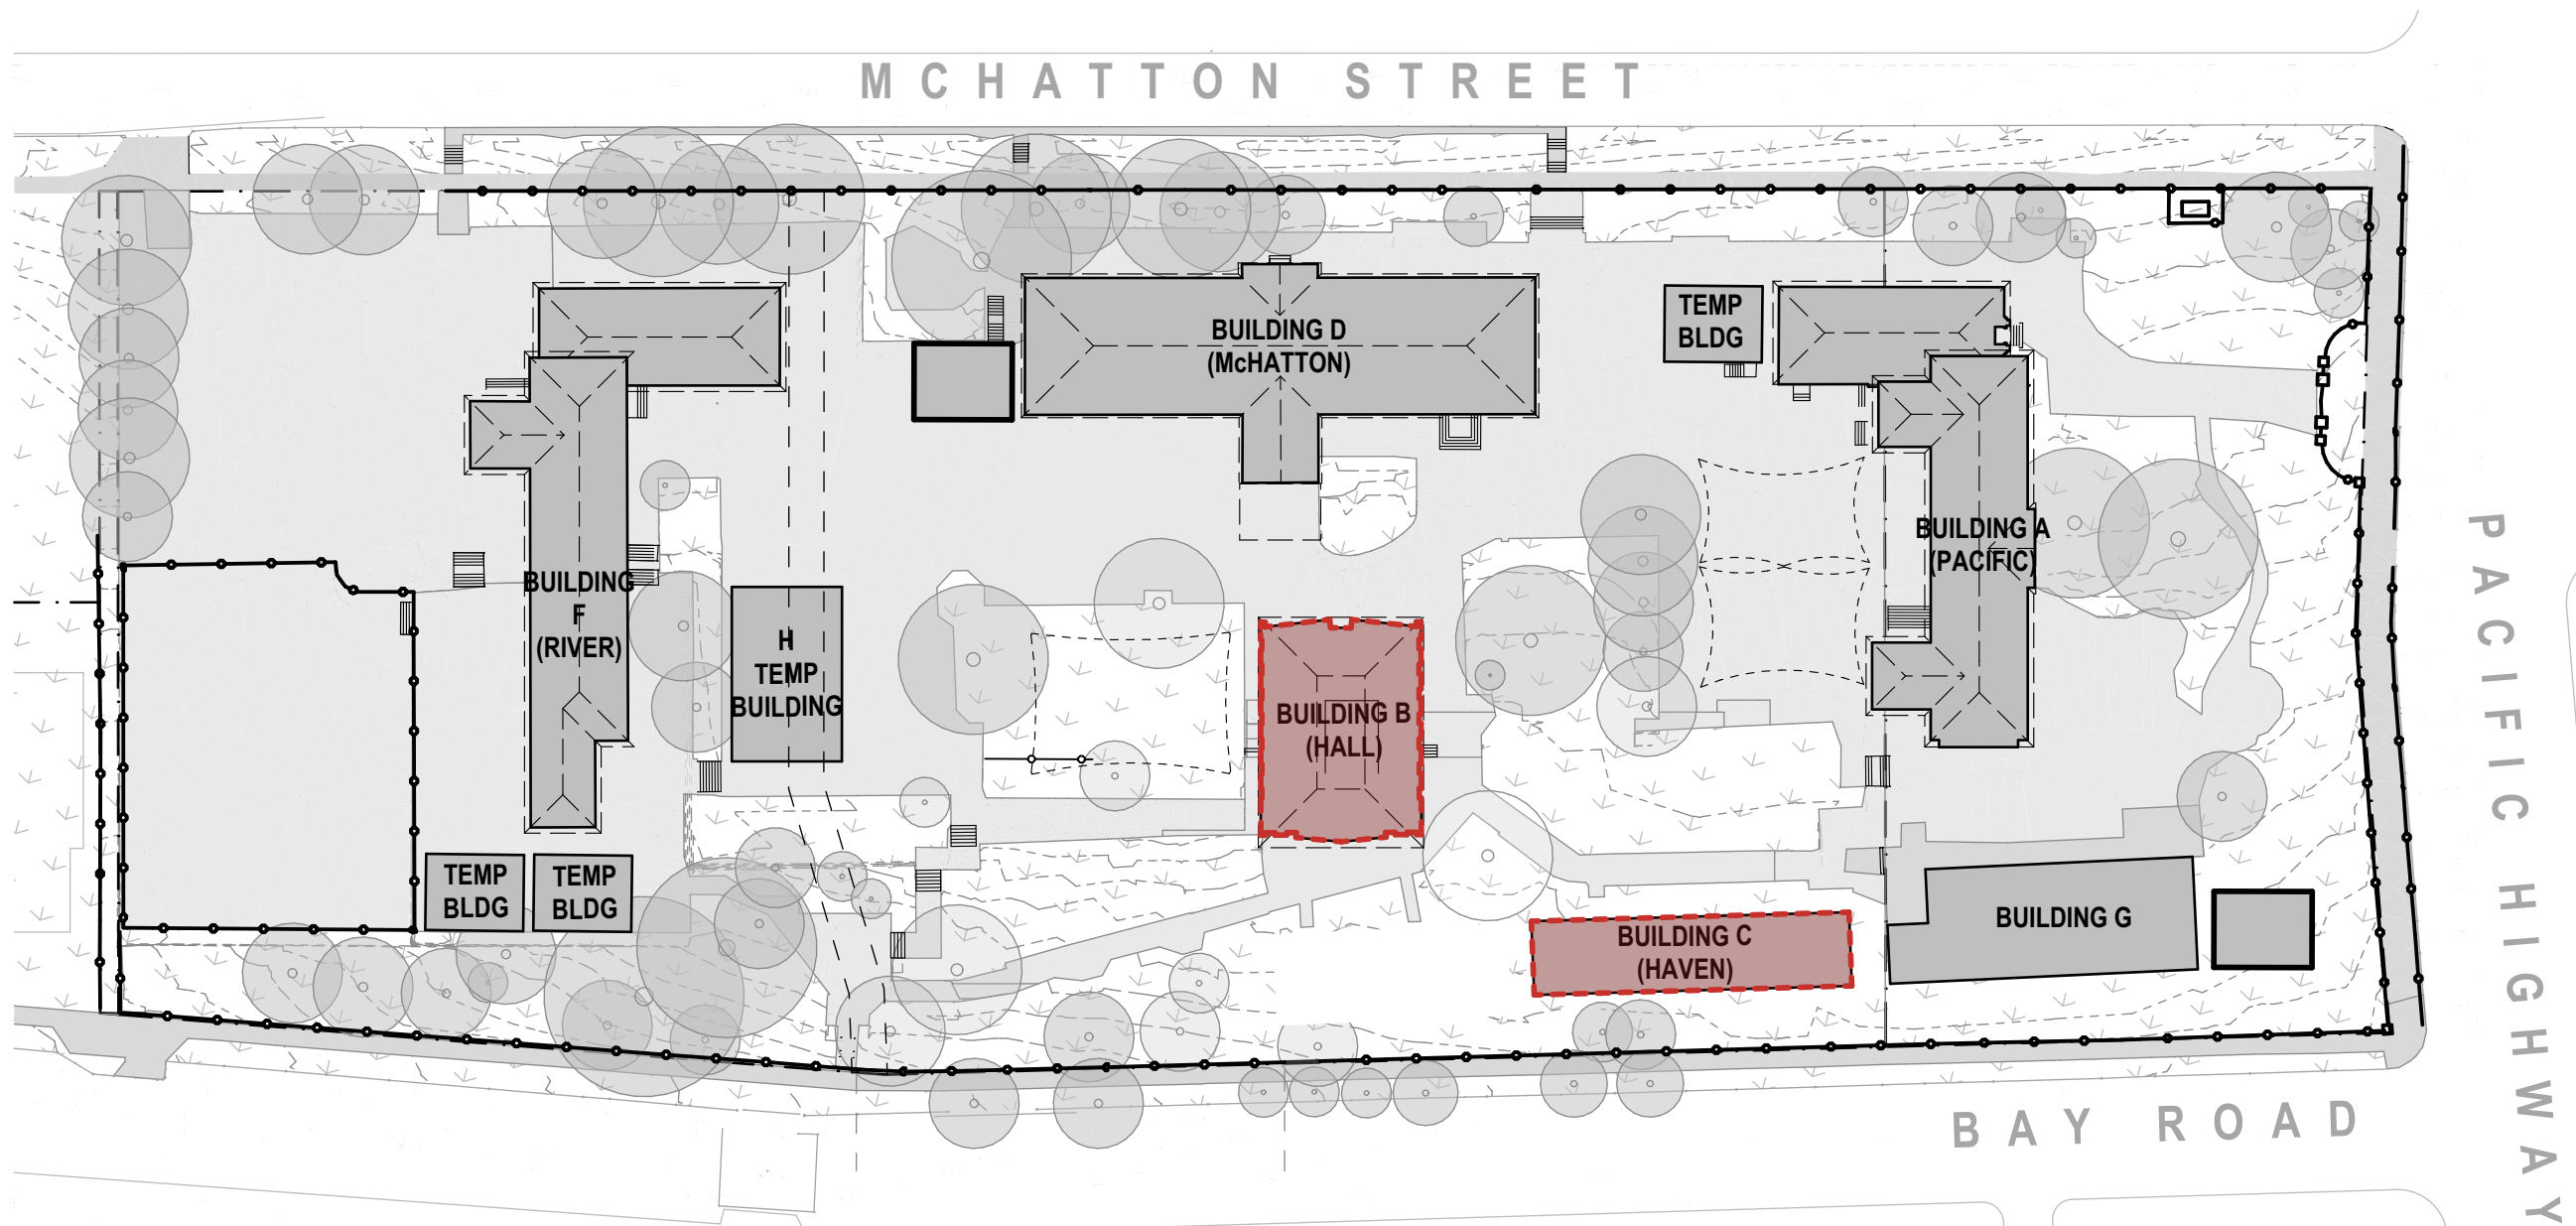 MCHATTON STREET
TEMP
BLDG
BUILDING D
(McHATTON)
BUILDING A
(PACIFIC)
BUILDING
F
(RIVER)
H
TEMP
BUILDING
BUILDING B
(HALL)
TEMP
BLDG
TEMP
BLDG
BUILDING C
(HAVEN)
BUILDING G
PACIFIC HIGHWAY
BAY ROAD